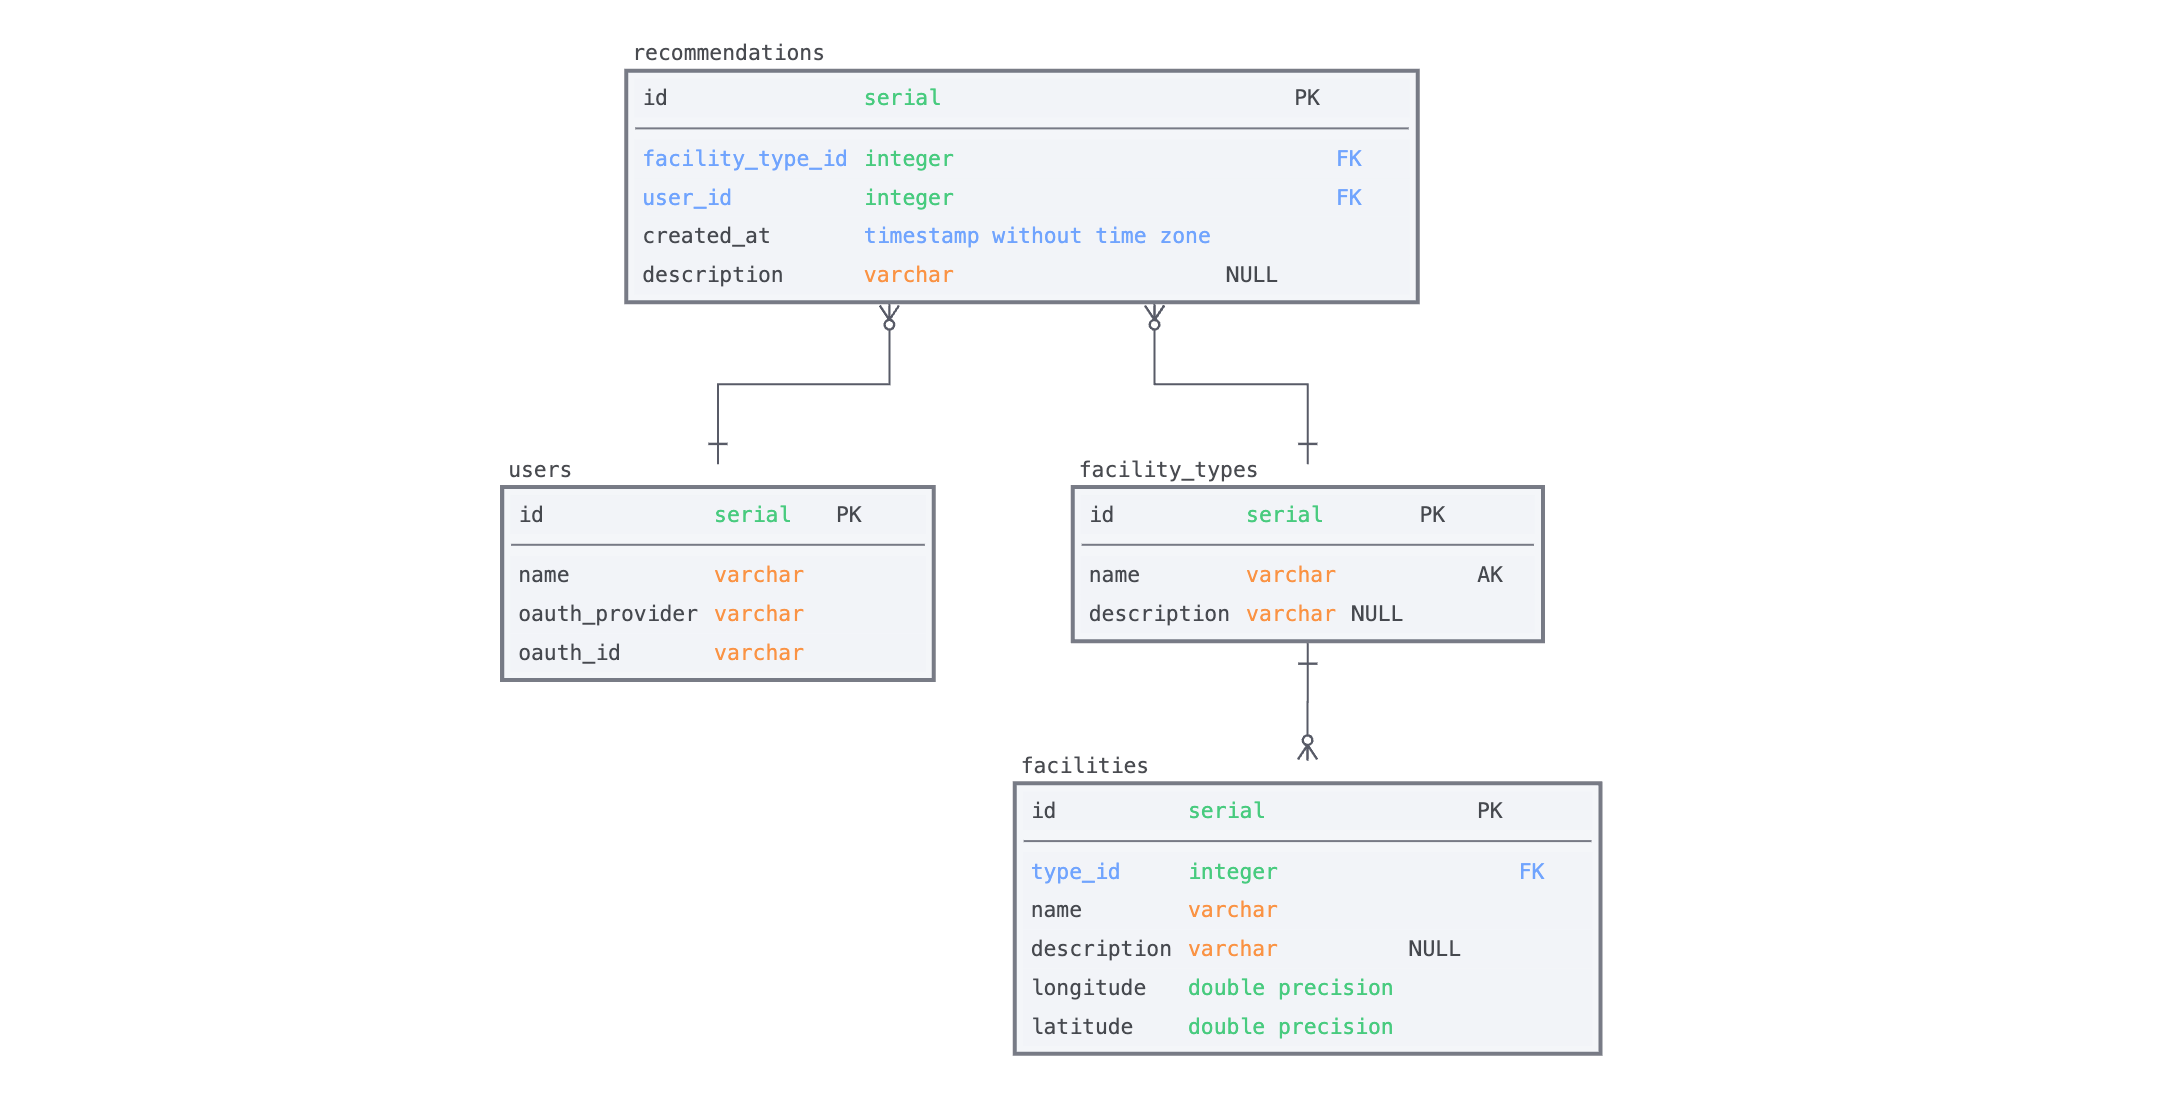 recommendations
id serial PK
facility_type_id integer FK
user_id integer FK
created_at timestamp without time zone
description varchar NULL
users
id serial PK
name varchar
oauth_provider varchar
oauth_id varchar
facility_types
id serial PK
name varchar AK
description varchar NULL
facilities
id serial PK
type_id integer FK
name varchar
description varchar NULL
longitude double precision
latitude double precision